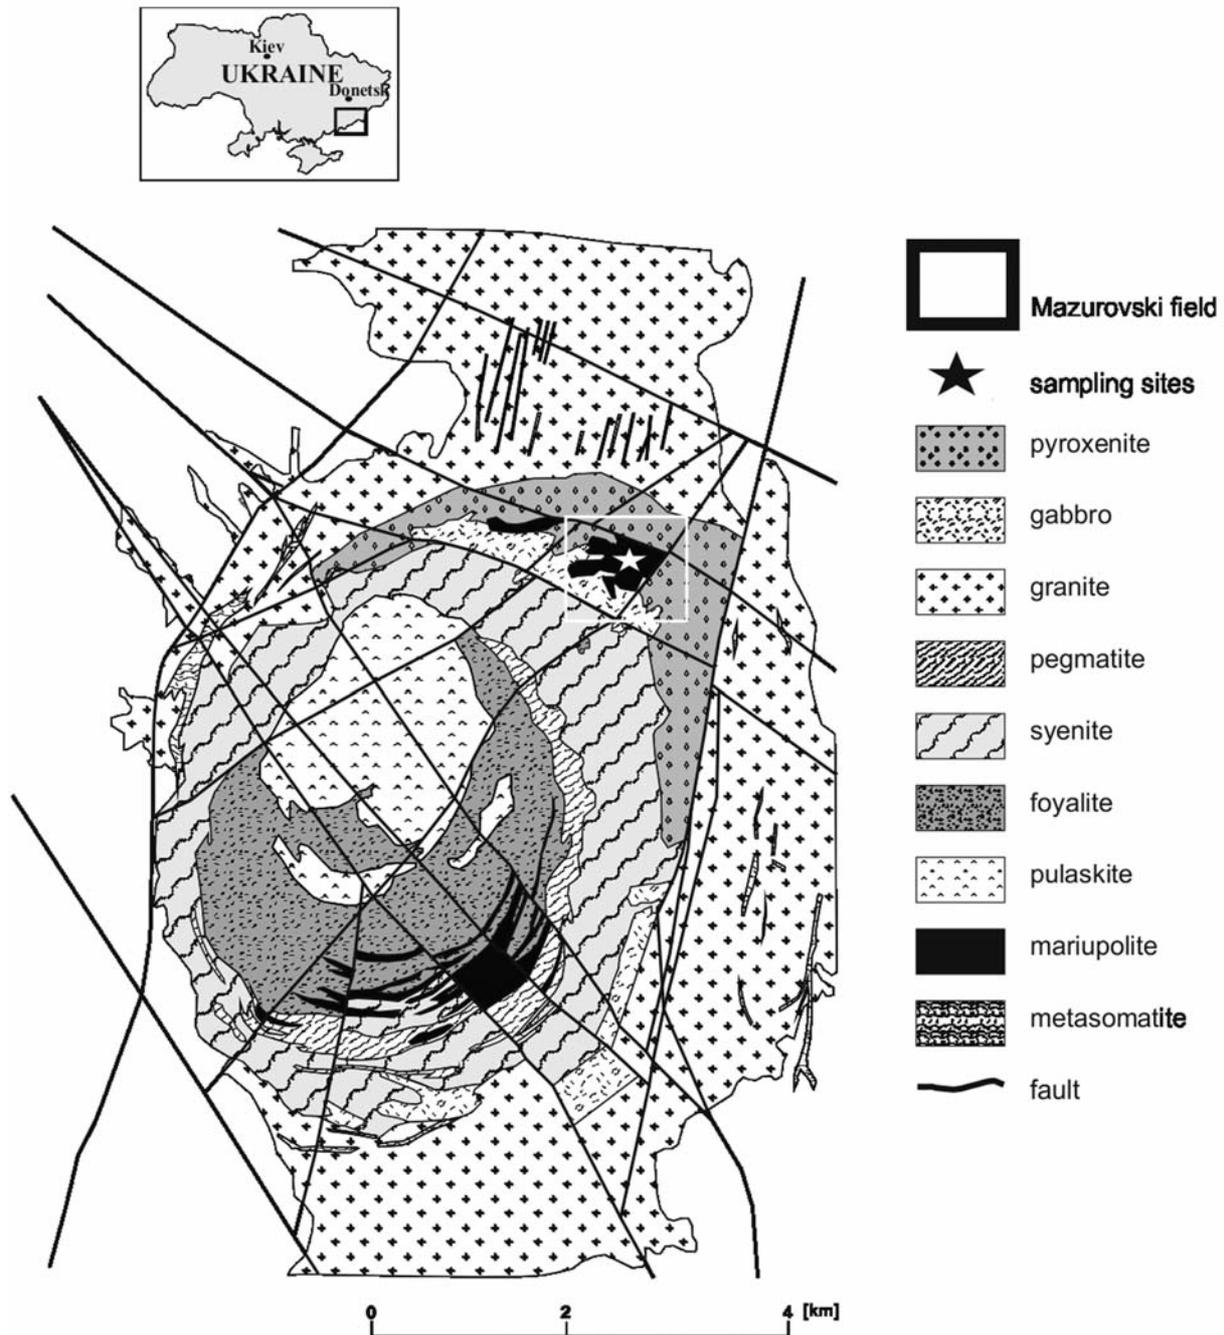 Kiev
UKRAINE
Donetsk
Mazurovski field
sampling sites
pyroxenite
gabbro
granite
pegmatite
syenite
foyalite
pulaskite
mariupolite
metasomatite
fault
0 2 4 [km]